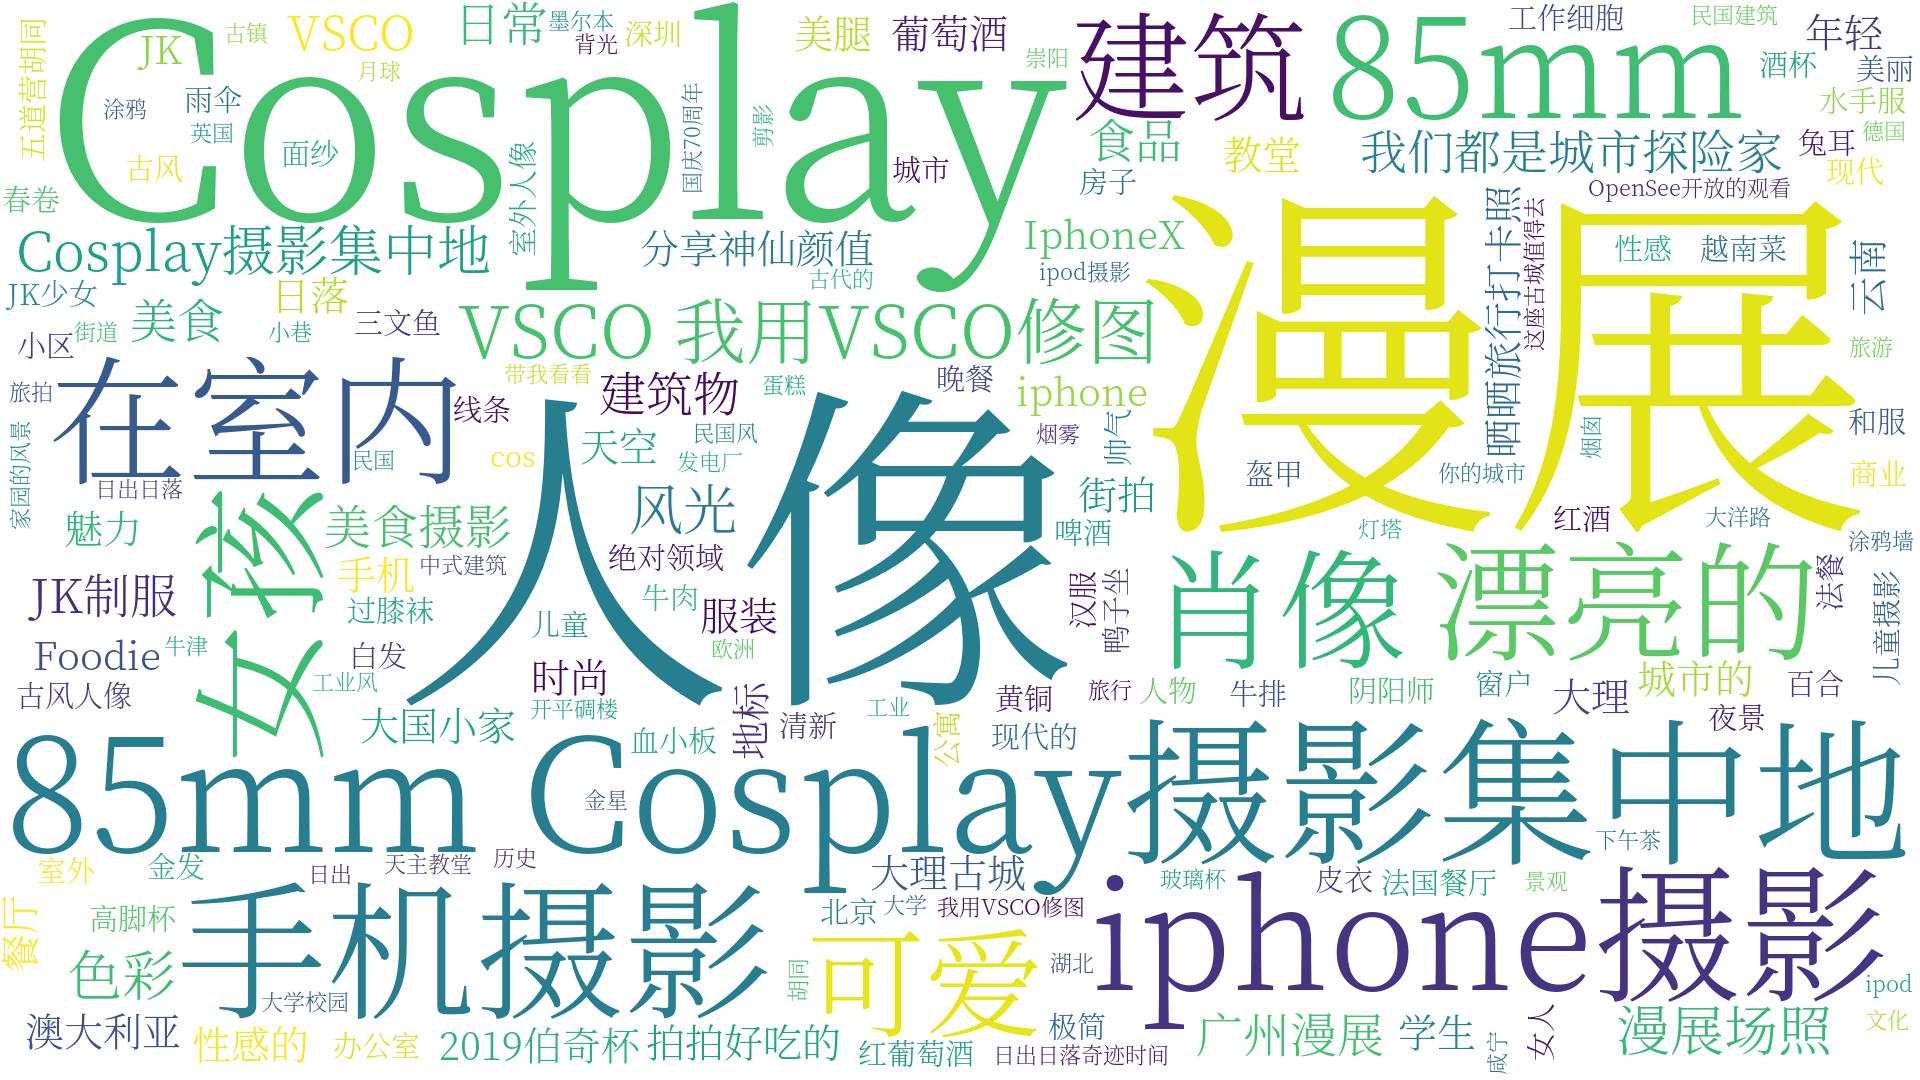 Cosplay
五道营胡同
JK
古镇
VSCO
月球
日常
墨尔本
背光
深圳
美腿
葡萄酒
崇阳
建筑
85mm
工作细胞
民国建筑
年轻
酒杯
美丽
水手服
德国
兔耳
现代
涂鸦
雨伞
英国
面纱
古风
春卷
室外人像
国庆70周年
剪影
城市
食品
房子
教堂
我们都是城市探险家
OpenSee开放的观看
Cosplay摄影集中地
分享神仙颜值
古代的
IphoneX
ipod摄影
漫展
晒晒旅行打卡照
这座古城值得去
性感
越南菜
云南
旅游
JK少女
美食
日落
小巷
街道
小区
三文鱼
VSCO 我用VSCO修图
旅拍
在室内
民国
线条
带我看看
建筑物
蛋糕
晚餐
iphone
帅气
烟雾
家园的风景
日出日落
cos
天空
民国风
发电厂
人像
盔甲
你的城市
烟囱
和服
商业
魅力
女孩
美食摄影
风光
街拍
啤酒
红酒
大洋路
灯塔
涂鸦墙
JK制服
手机
中式建筑
绝对领域
过膝袜
牛肉
服装
儿童
欧洲
汉服
鸭子坐
肖像
漂亮的
法餐
儿童摄影
Foodie
牛津
白发
工业风
古风人像
时尚
开平碉楼
大国小家
血小板
地标
清新
工业
公寓
黄铜
现代的
旅行
人物
牛排
阴阳师
窗户
大理
城市的
夜景
百合
85mm Cosplay摄影集中地
金星
下午茶
室外
金发
日出
天主教堂
历史
大理古城
玻璃杯
皮衣
法国餐厅
景观
餐厅
高脚杯
色彩
手机摄影
大学校园
胡同
北京
大学
我用VSCO修图
可爱
湖北
iphone摄影
ipod
文化
澳大利亚
性感的
办公室
2019伯奇杯
拍拍好吃的
红葡萄酒
极简
日出日落奇迹时间
广州漫展
学生
咸宁
女人
漫展场照